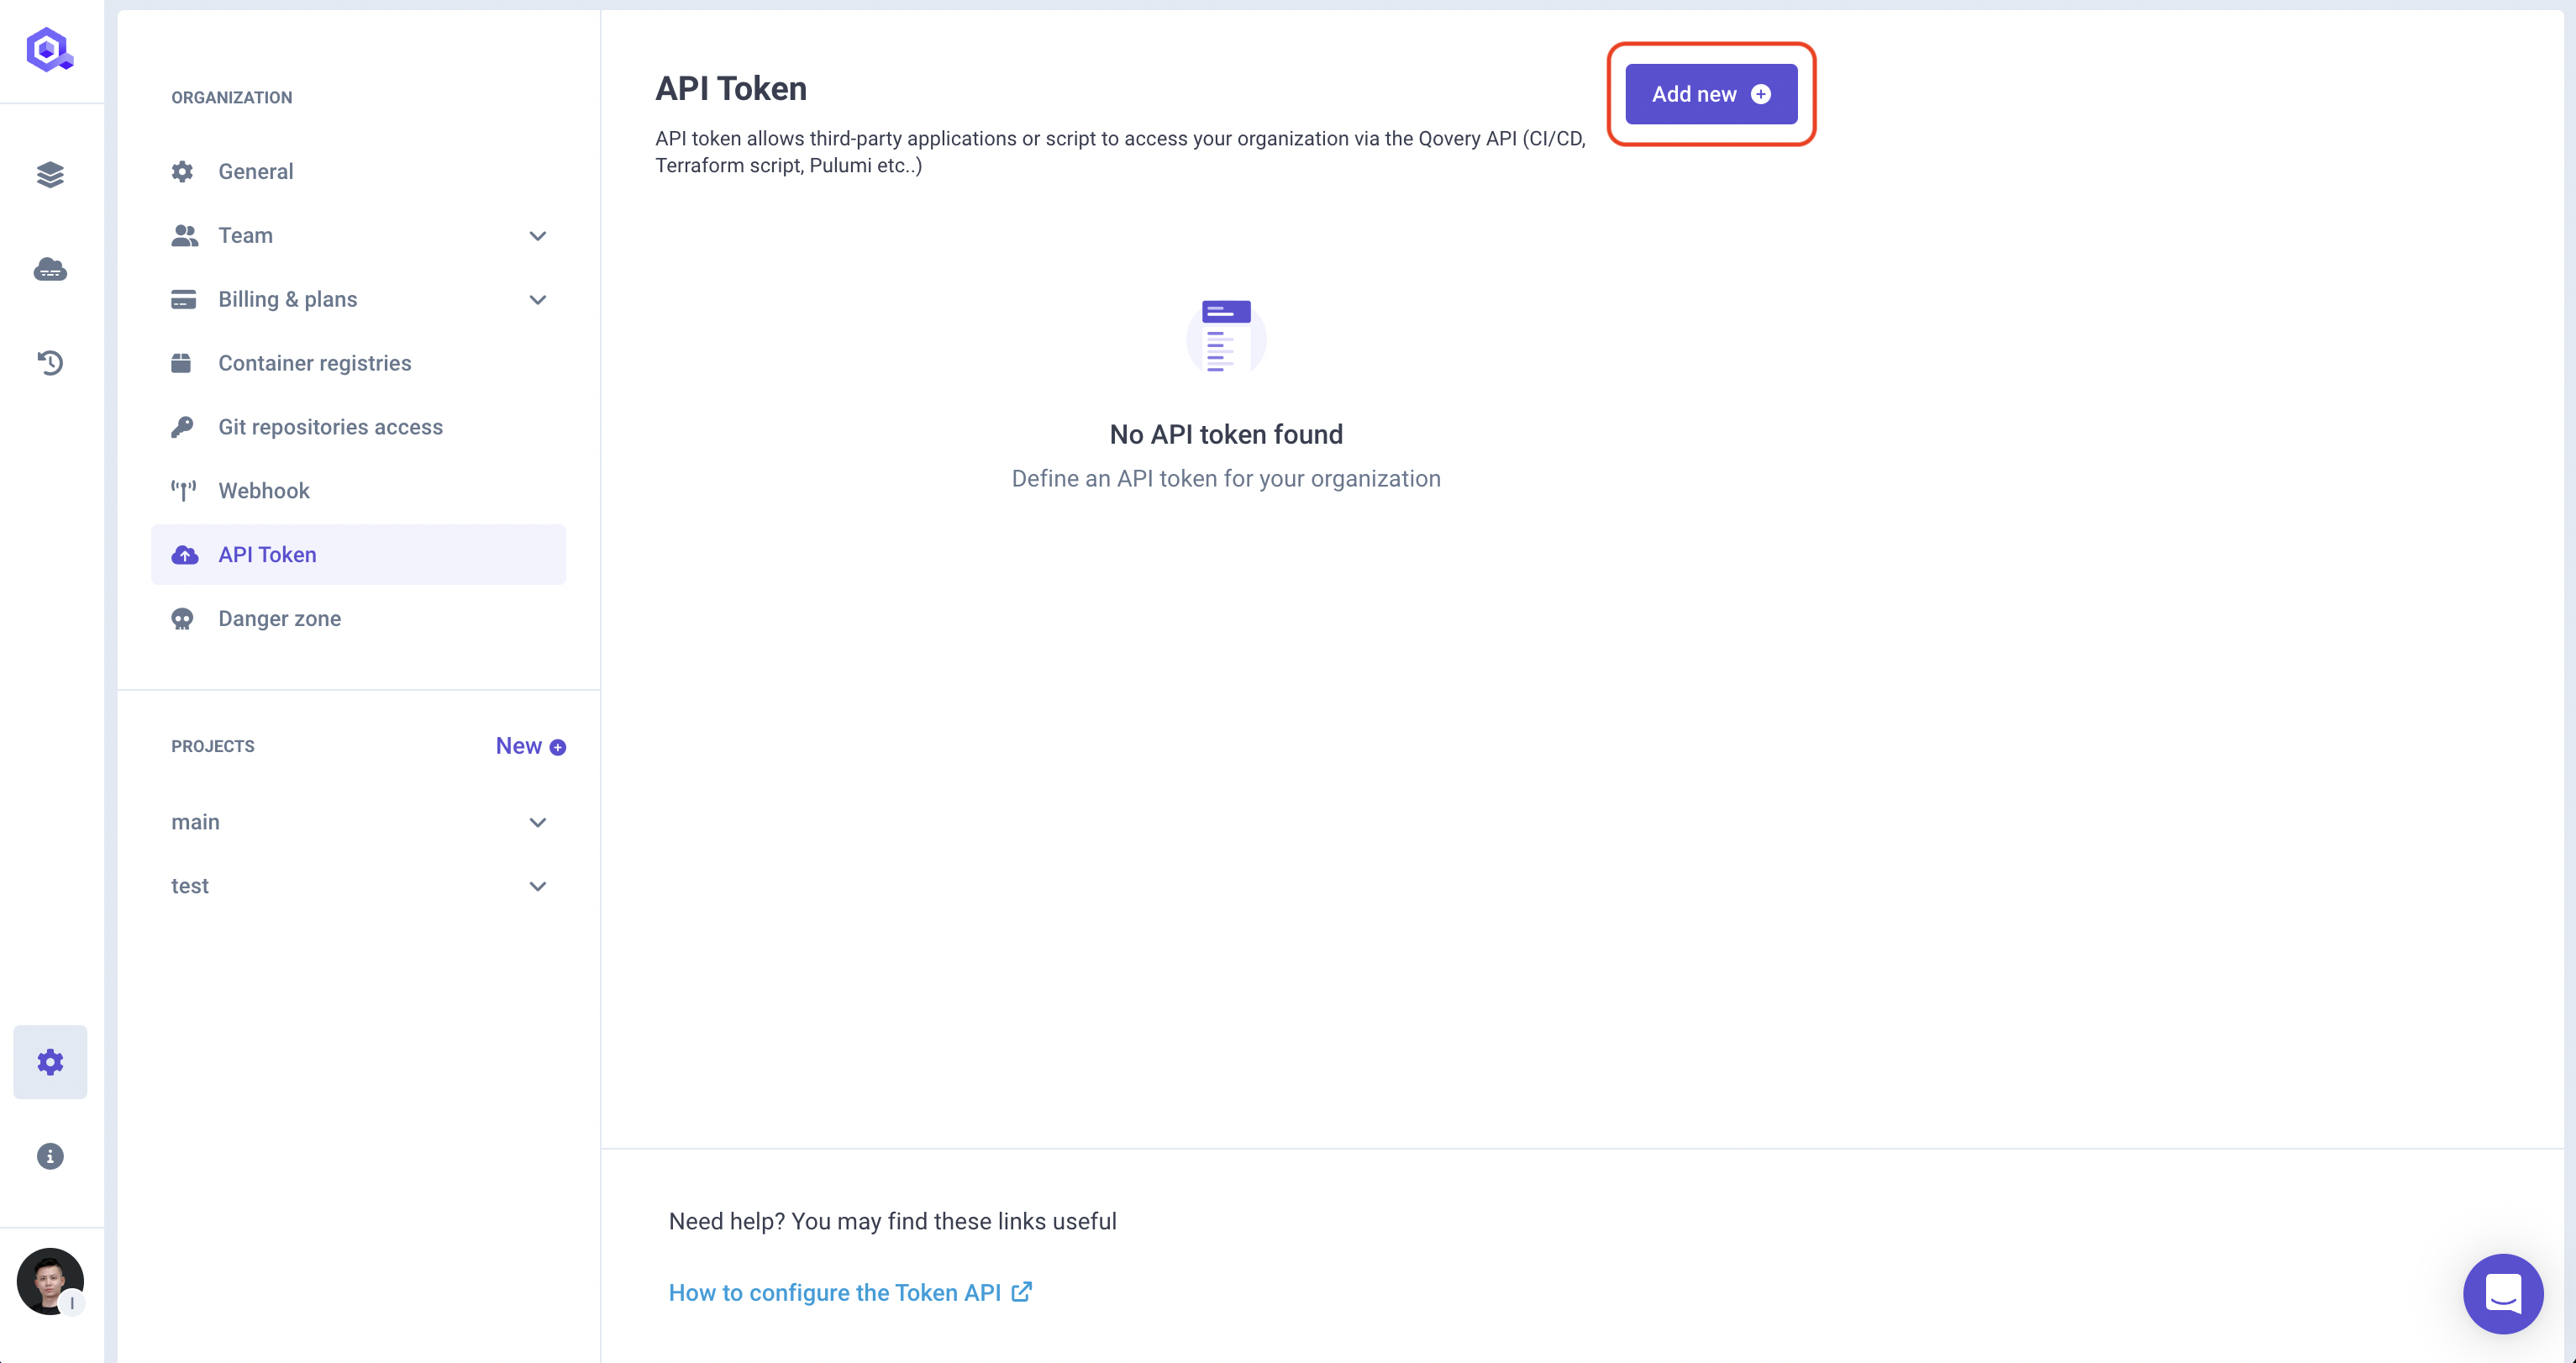 ORGANIZATION
General
Team
Billing & plans
Container registries
Git repositories access
Webhook
API Token
Danger zone
PROJECTS
New
main
test
API Token
Add new
API token allows third-party applications or script to access your organization via the Qovery API (CI/CD,
Terraform script, Pulumi etc..)
No API token found
Define an API token for your organization
Need help? You may find these links useful
How to configure the Token API
I